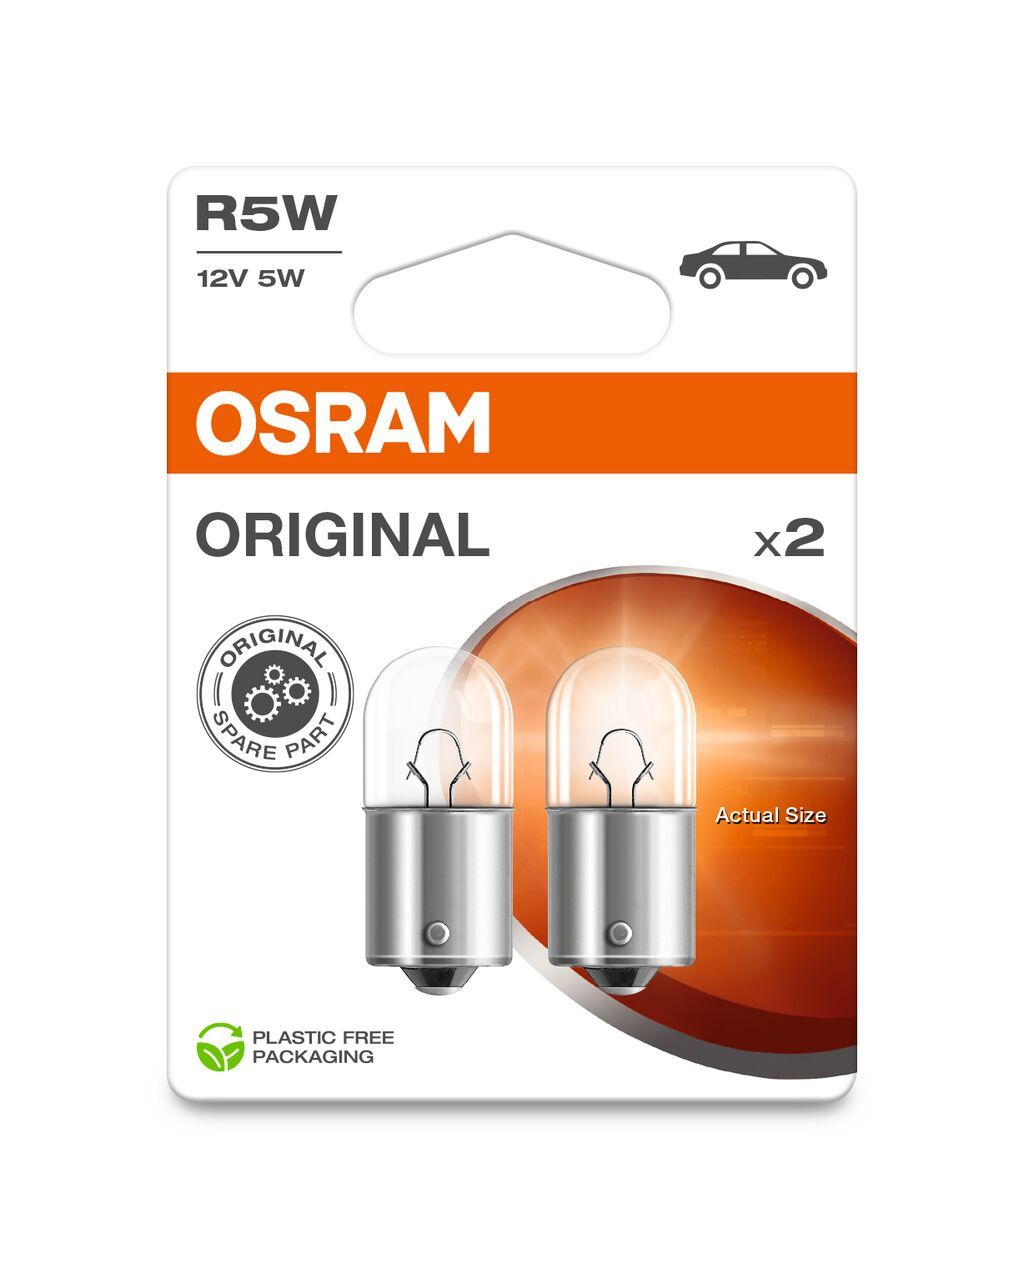 R5W
12V 5W
OSRAM
ORIGINAL
x2
ORIGINAL
SPARE PART
Actual Size
PLASTIC FREE
PACKAGING